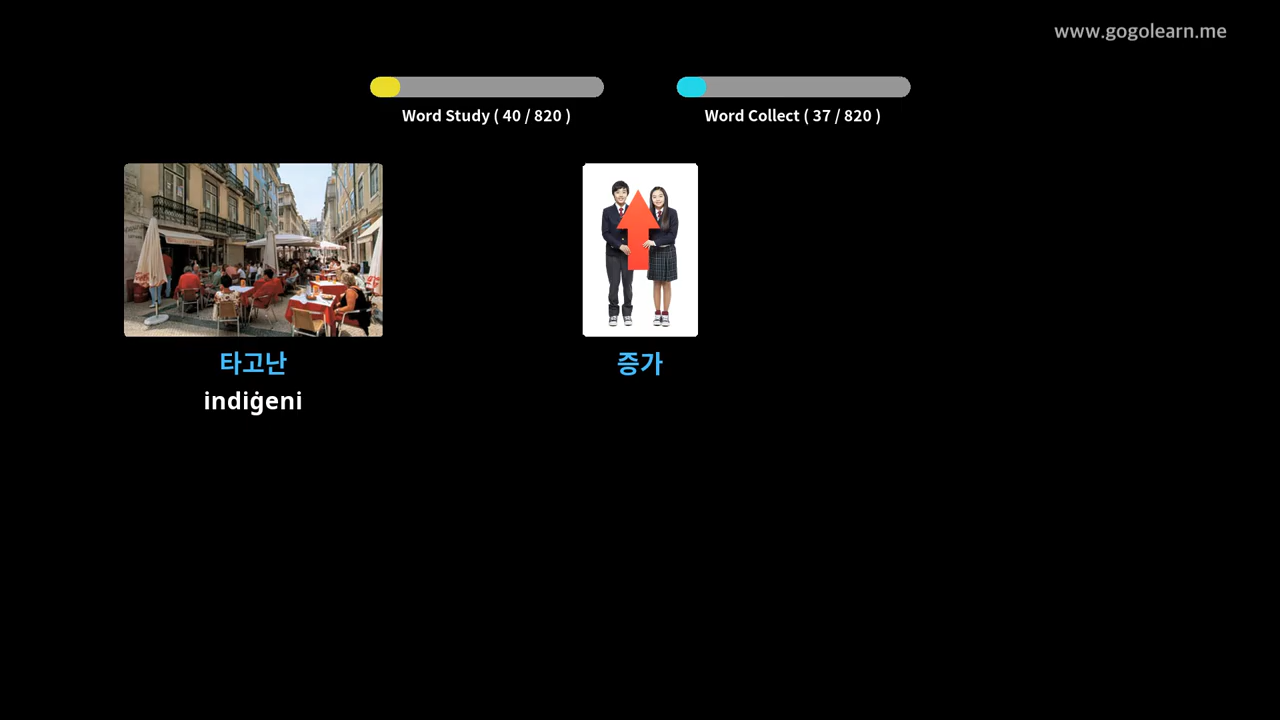 www.gogolearn.me
Word Study ( 40 / 820 )
Word Collect ( 37 / 820 )
타고난
indiġeni
증가